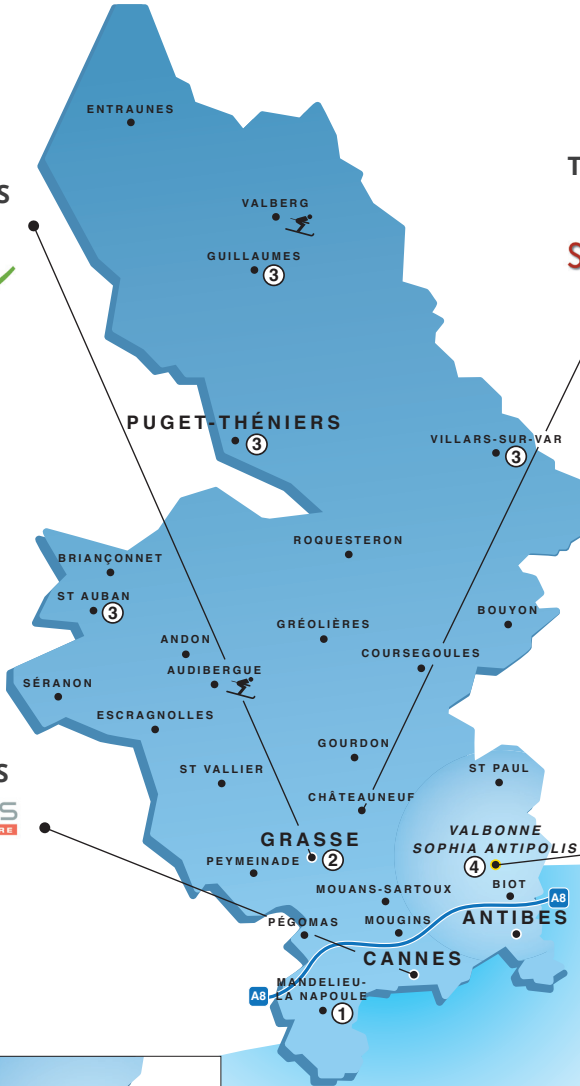 ENTRAUNES
T
S
VALBERG
S
GUILLAUMES
3
PUGET-THÉNIERS
3
VILLARS-SUR-VAR
3
ROQUESTERON
BRIANÇONNET
ST AUBAN
3
BOUYON
GRÉOLIÈRES
ANDON
COURSEGOULES
AUDIBERGUE
SÉRANON
ESCRAGNOLLES
GOURDON
ST VALLIER
ST PAUL
S
CHÂTEAUNEUF
S
RE
VALBONNE
SOPHIA ANTIPOLIS
4
GRASSE
2
PEYMEINADE
BIOT
MOUANS-SARTOUX
A8
ANTIBES
PÉGOMAS
MOUGINS
CANNES
MANDELIEU-
LA NAPOULE
A8
1